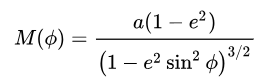 M(ϕ) = a(1 − e²) / (1 − e² sin² ϕ)^{3/2}